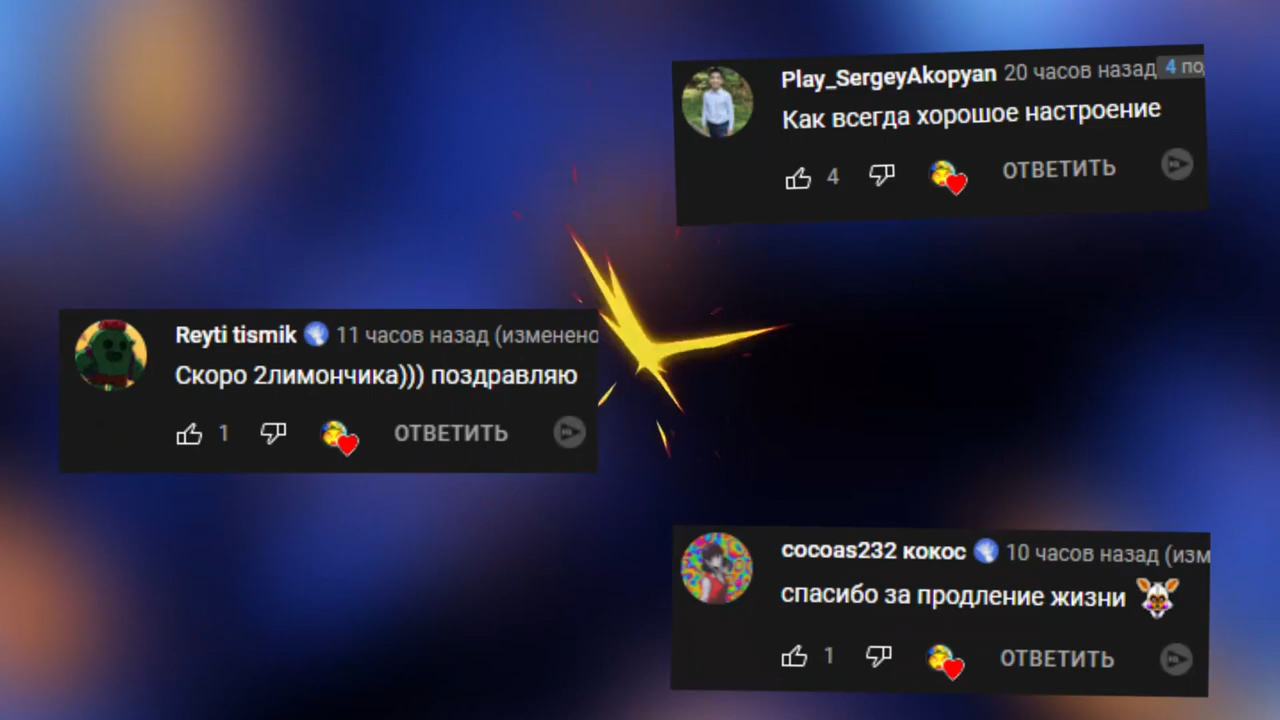 Play_SergeyAkopyan 20 часов назад 4 по
Как всегда хорошое настроение
4 ОТВЕТИТЬ
Reyti tismik 11 часов назад (изменено
Скоро 2лимончика))) поздравляю
1 ОТВЕТИТЬ
cocoas232 кокос 10 часов назад (изм
спасибо за продление жизни
1 ОТВЕТИТЬ